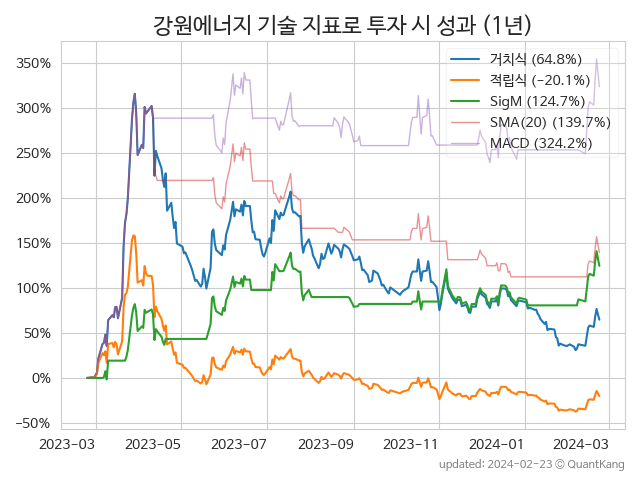 강원에너지 기술 지표로 투자 시 성과 (1년)
350%
300%
250%
200%
150%
100%
50%
0%
−50%
거치식 (64.8%)
적립식 (−20.1%)
SigM (124.7%)
SMA(20) (139.7%)
MACD (324.2%)
2023-03
2023-05
2023-07
2023-09
2023-11
2024-01
2024-03
updated: 2024-02-23 ⓒ QuantKang